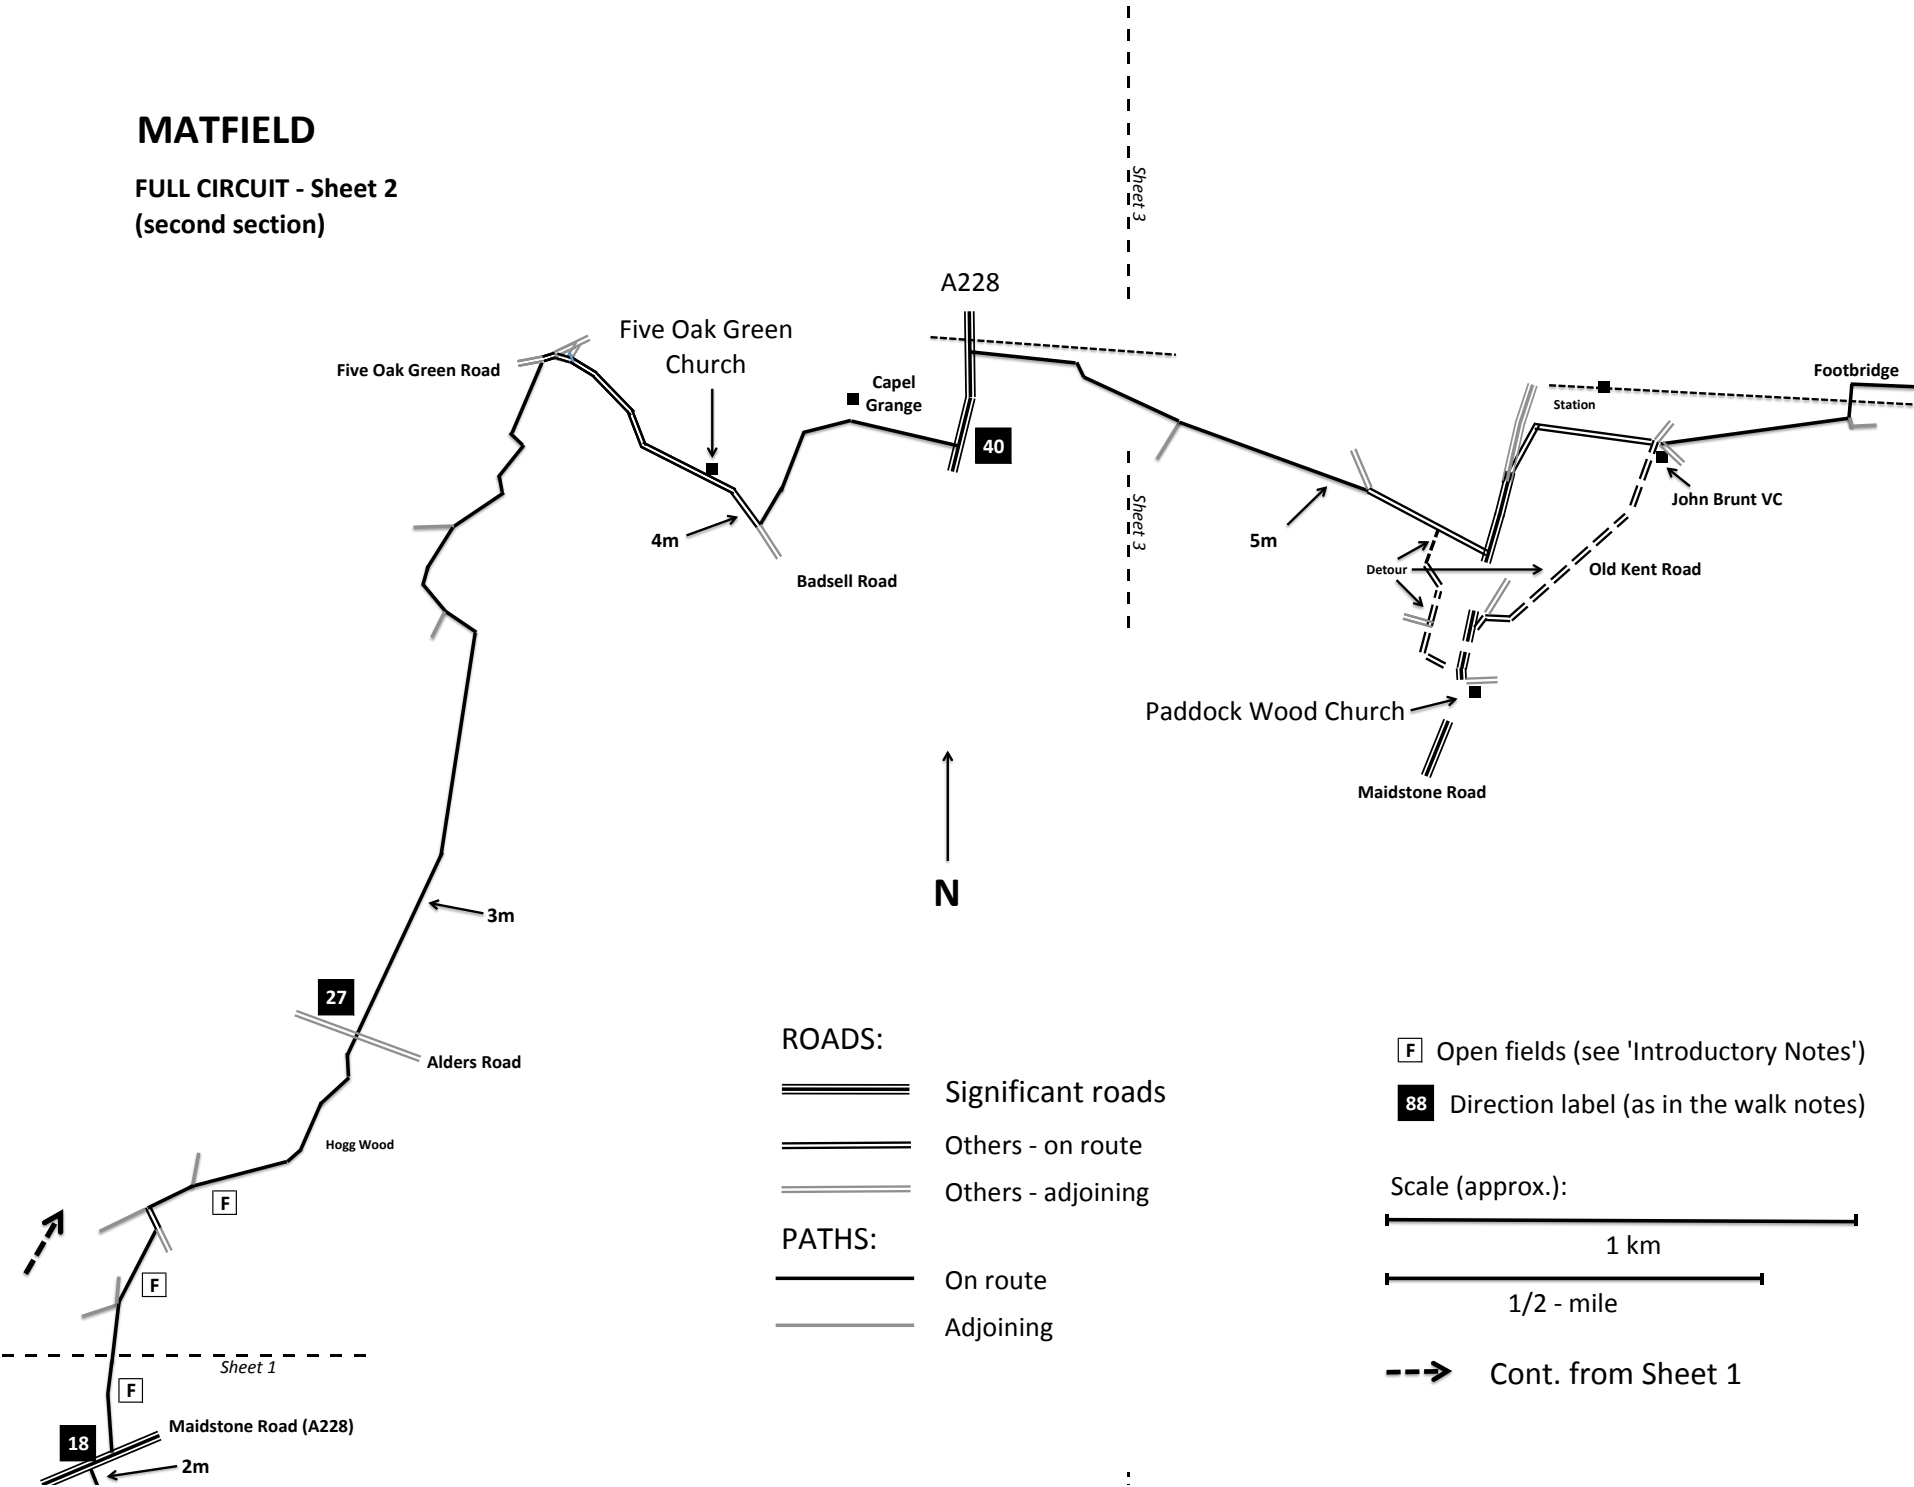 MATFIELD
FULL CIRCUIT - Sheet 2
(second section)
Sheet 3
A228
Five Oak Green
Church
Five Oak Green Road
Capel
Grange
40
Footbridge
Station
John Brunt VC
Sheet 3
4m
5m
Badsell Road
Detour
Old Kent Road
Paddock Wood Church
Maidstone Road
N
3m
27
Alders Road
Hogg Wood
F
F
Sheet 1
F
Maidstone Road (A228)
18
2m
ROADS:
Significant roads
Others - on route
Others - adjoining
PATHS:
On route
Adjoining
F Open fields (see 'Introductory Notes')
88 Direction label (as in the walk notes)
Scale (approx.):
1 km
1/2 - mile
Cont. from Sheet 1